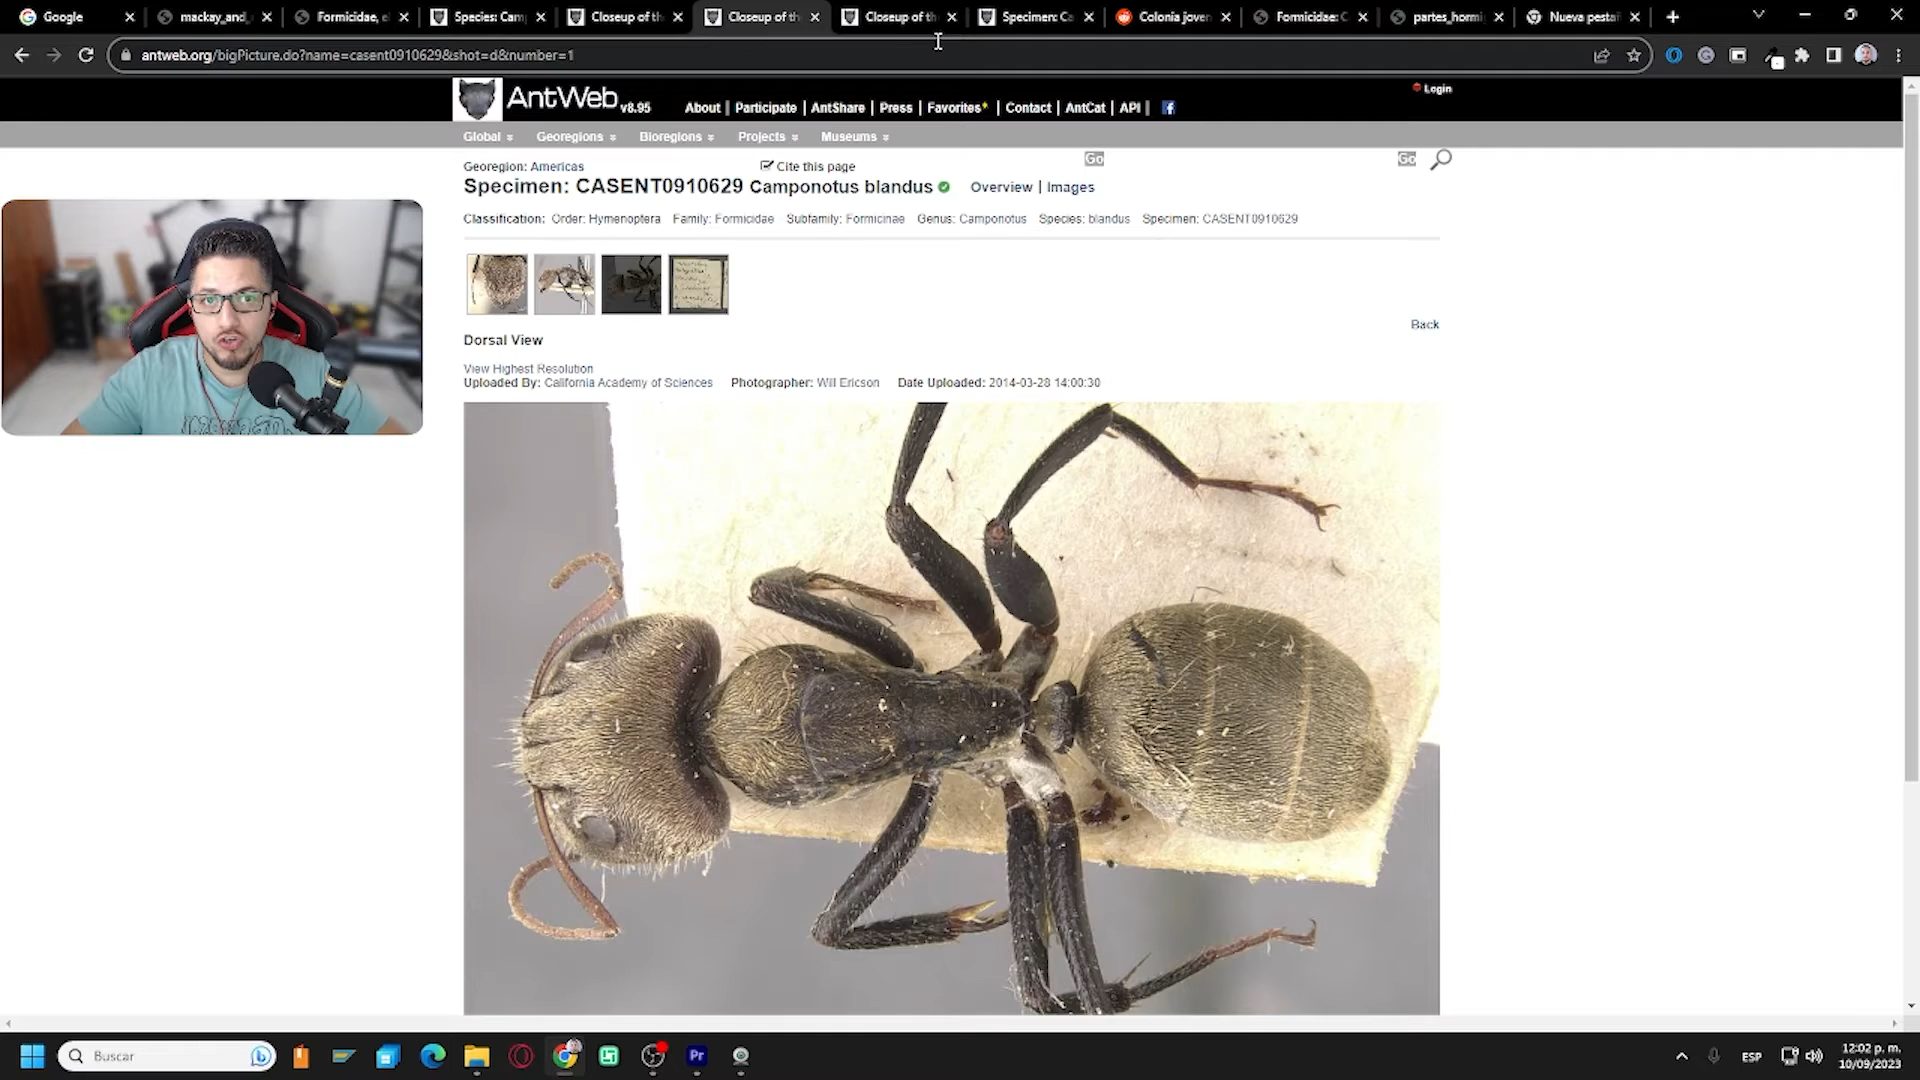 Google
mackay_and_
Formicidae, e
Species: Cam
Closeup of th
Closeup of th
Closeup of th
Specimen: Ca
Colonia joven
Formicidae: C
partes_hormi
Nueva pestañ
antweb.org/bigPicture.do?name=casent0910629&shot=d&number=1
AntWeb v8.95
About | Participate | AntShare | Press | Favorites* | Contact | AntCat | API |
Login
Global Georegions Bioregions Projects Museums
Georegion: Americas
Cite this page
Go
Go
Specimen: CASENT0910629 Camponotus blandus
Overview | Images
Classification: Order: Hymenoptera Family: Formicidae Subfamily: Formicinae Genus: Camponotus Species: blandus Specimen: CASENT0910629
Back
Dorsal View
View Highest Resolution
Uploaded By: California Academy of Sciences Photographer: Will Ericson Date Uploaded: 2014-03-28 14:00:30
Buscar
Pr
ESP
12:02 p. m.
10/09/2023